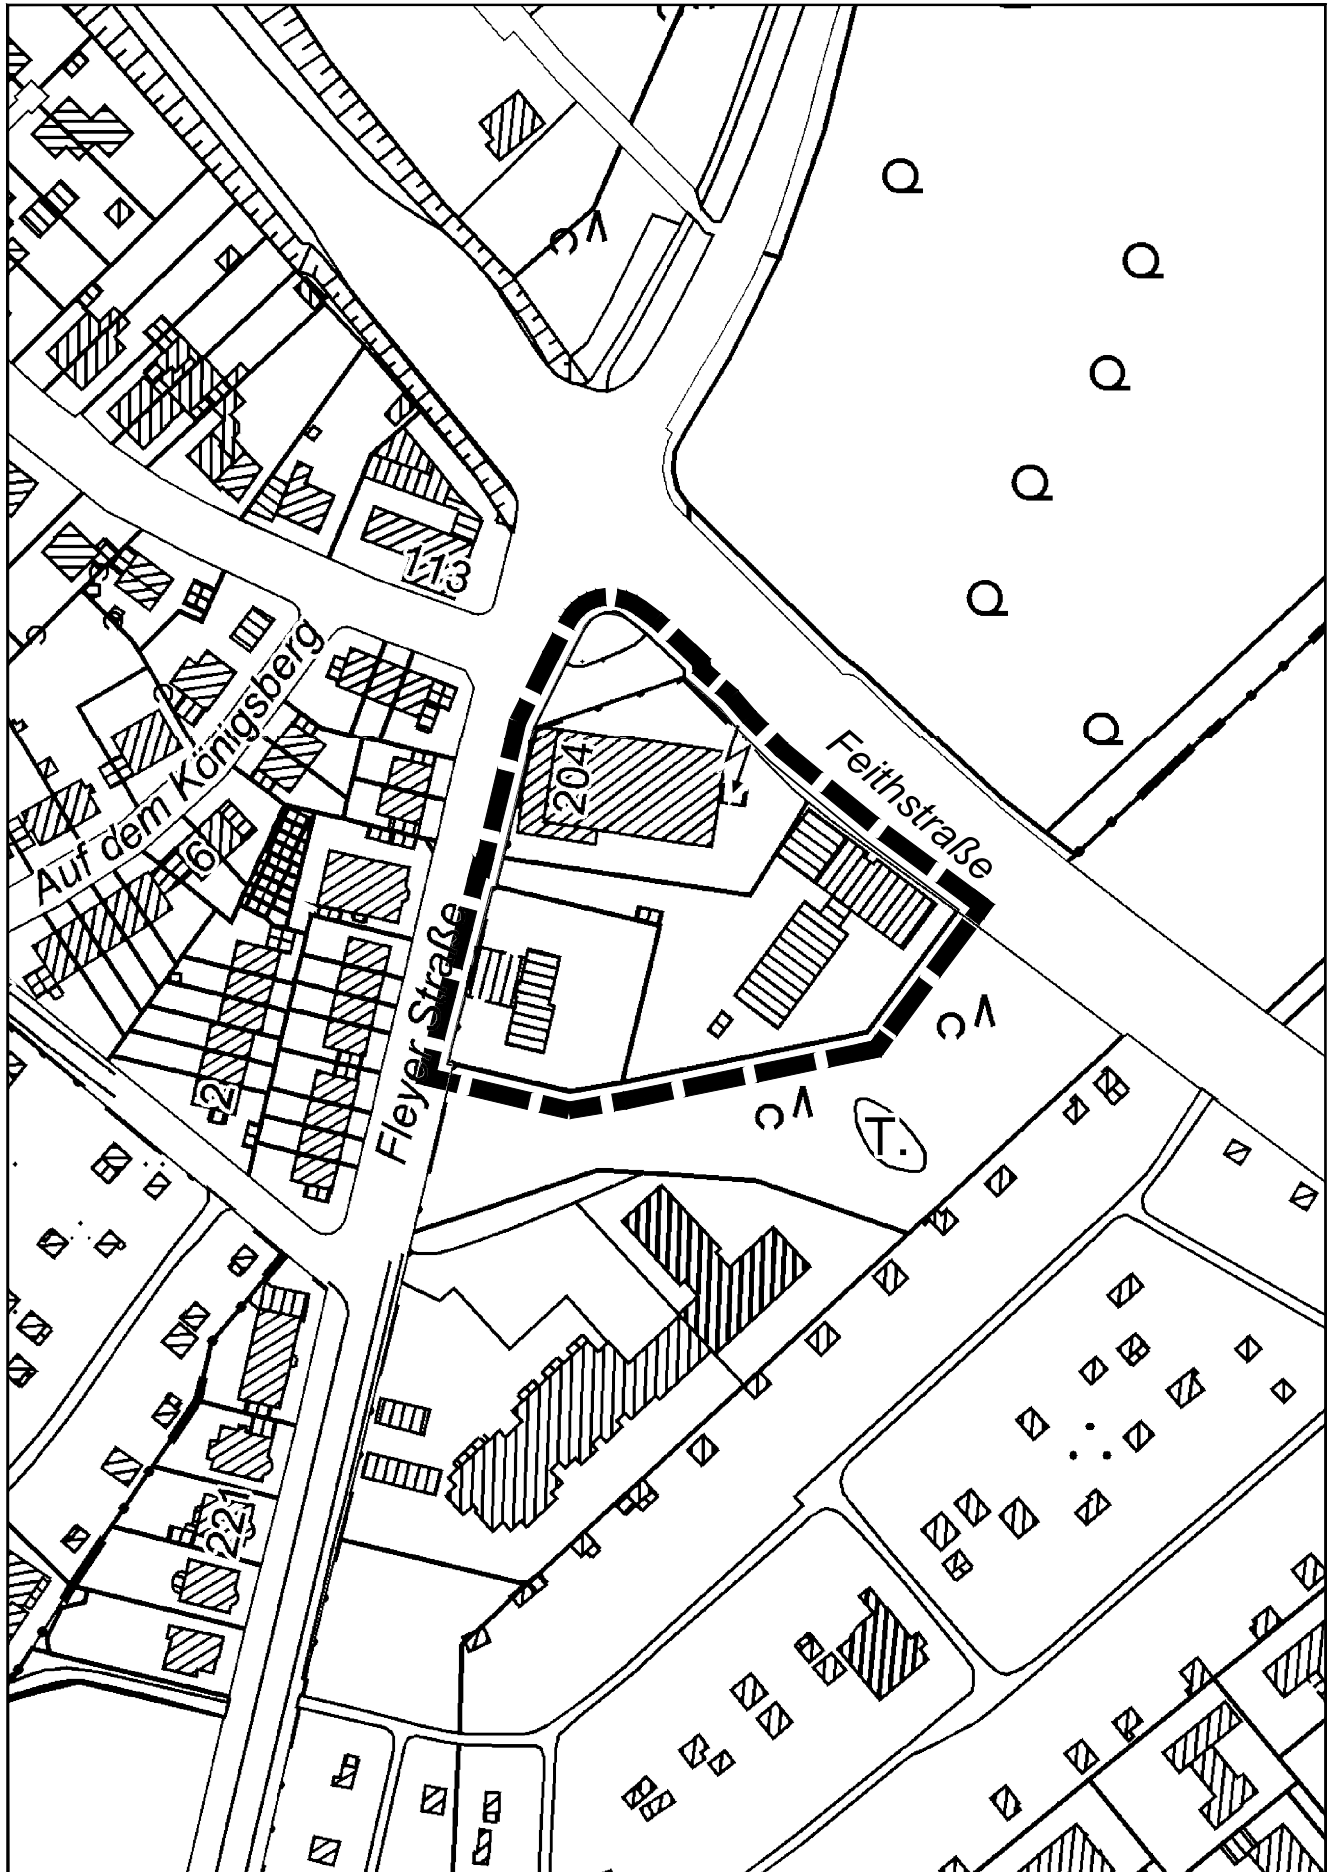 113
Auf dem Königsberg
204
Feithstraße
6
Fleyer Straße
2
T.
221